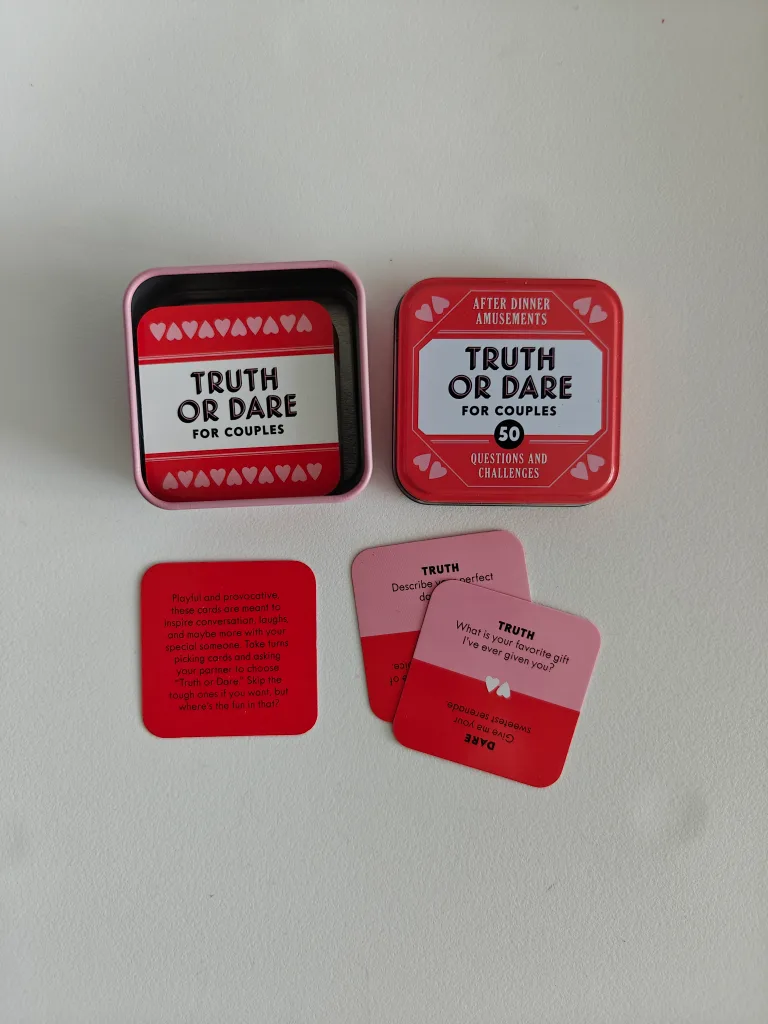 TRUTH
OR DARE
FOR COUPLES
AFTER DINNER
AMUSEMENTS
TRUTH
OR DARE
FOR COUPLES
50
QUESTIONS AND
CHALLENGES
Playful and provocative,
these cards are meant to
inspire conversation, laughs,
and maybe more with your
special someone. Take turns
picking cards and asking
your partner to choose
"Truth or Dare." Skip the
tough ones if you want, but
where's the fun in that?
TRUTH
Describe your perfect
TRUTH
What is your favorite gift
I've ever given you?
DARE
Give me your
sweetest serenade.